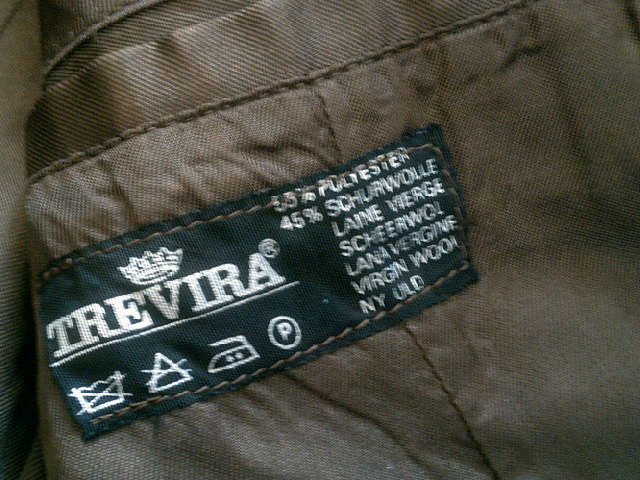 TREVIRA®
55% POLYESTER
45% SCHURWOLLE
LAINE VIERGE
SCHEERWOL
LANA VERGINE
VIRGIN WOOL
NY ULD
P